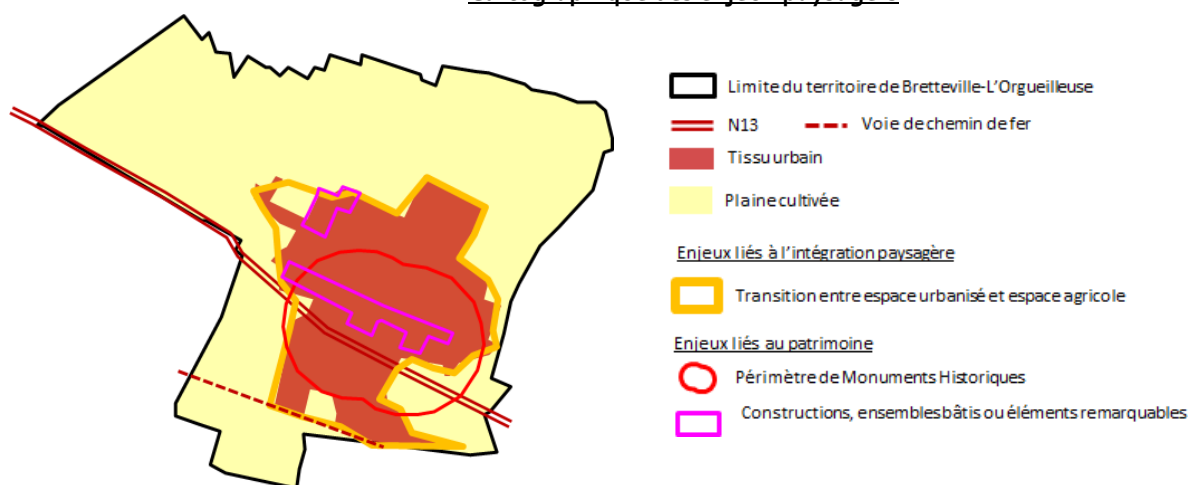 Limite du territoire de Bretteville-L'Orgueilleuse
N13 Voie de chemin de fer
Tissu urbain
Plaine cultivée
Enjeux liés à l'intégration paysagère
Transition entre espace urbanisé et espace agricole
Enjeux liés au patrimoine
Périmètre de Monuments Historiques
Constructions, ensembles bâtis ou éléments remarquables